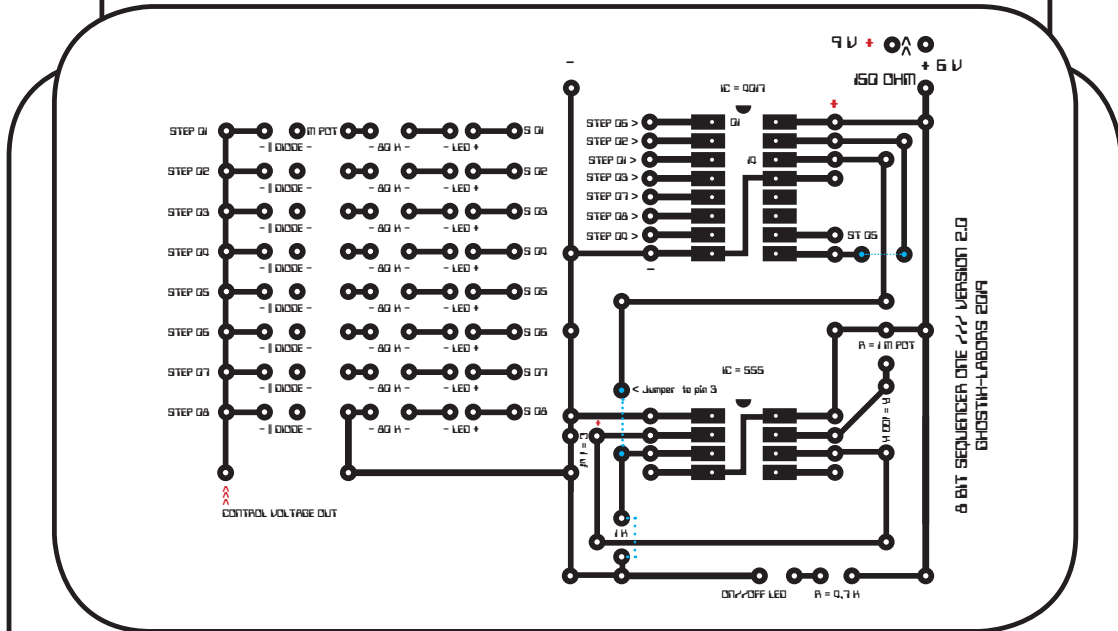 9 V + >>
+ 6 V
150 OHM
-
IC = 4017
+
STEP 01
M POT
S 01
- || DIODE -
- 80 K -
- LED +
STEP 02
S 02
- || DIODE -
- 80 K -
- LED +
STEP 03
S 03
- || DIODE -
- 80 K -
- LED +
STEP 04
S 04
- || DIODE -
- 80 K -
- LED +
STEP 05
S 05
- || DIODE -
- 80 K -
- LED +
STEP 06
S 06
- || DIODE -
- 80 K -
- LED +
STEP 07
S 07
- || DIODE -
- 80 K -
- LED +
STEP 08
S 08
- || DIODE -
- 80 K -
- LED +
>>>
CONTROL VOLTAGE OUT
STEP 06 >
01
STEP 02 >
STEP 01 >
STEP 03 >
STEP 07 >
STEP 08 >
STEP 04 >
ST 05
-
R = 1 M POT
IC = 555
< Jumper to pin 3
R = 100 K
+
1 K
ON//OFF LED
R = 4,7 K
8 BIT SEQUENCER ONE /// VERSION 2.0
GHOSTIK-LABORS 2019